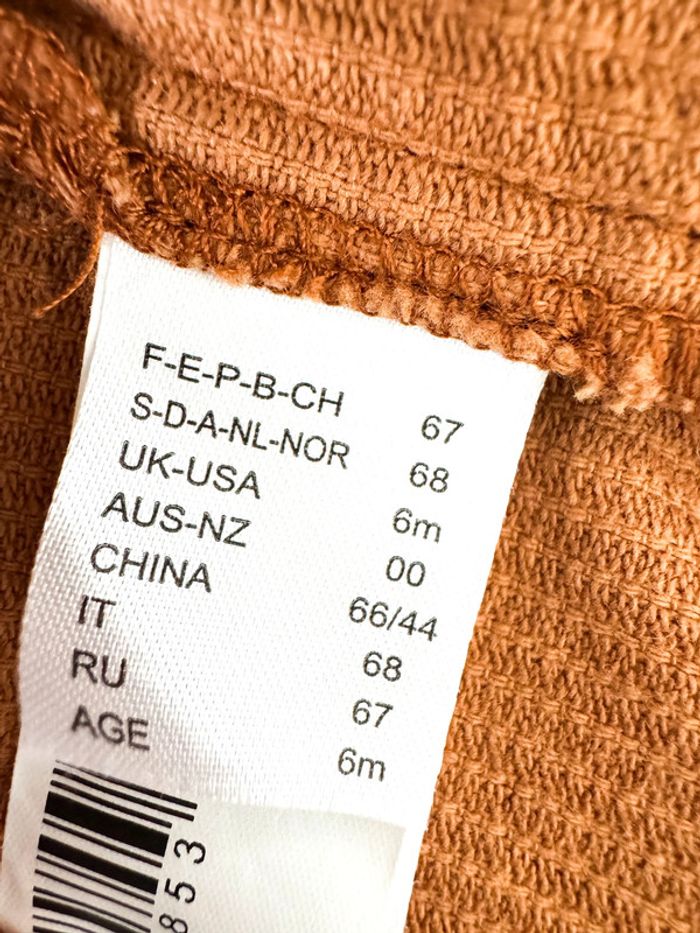 F-E-P-B-CH 67
S-D-A-NL-NOR 68
UK-USA 6m
AUS-NZ 00
CHINA 66/44
IT 68
RU 67
AGE 6m
853